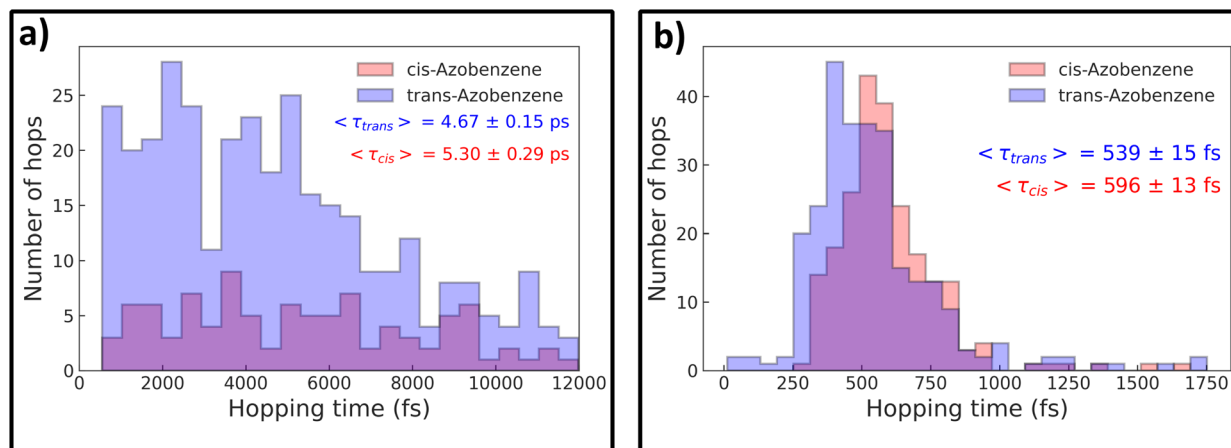 a)
cis-Azobenzene
trans-Azobenzene
< τtrans > = 4.67 ± 0.15 ps
< τcis > = 5.30 ± 0.29 ps
Number of hops
25
20
15
10
5
0
0
2000
4000
6000
8000
10000
12000
Hopping time (fs)
b)
cis-Azobenzene
trans-Azobenzene
< τtrans > = 539 ± 15 fs
< τcis > = 596 ± 13 fs
Number of hops
40
30
20
10
0
0
250
500
750
1000
1250
1500
1750
Hopping time (fs)